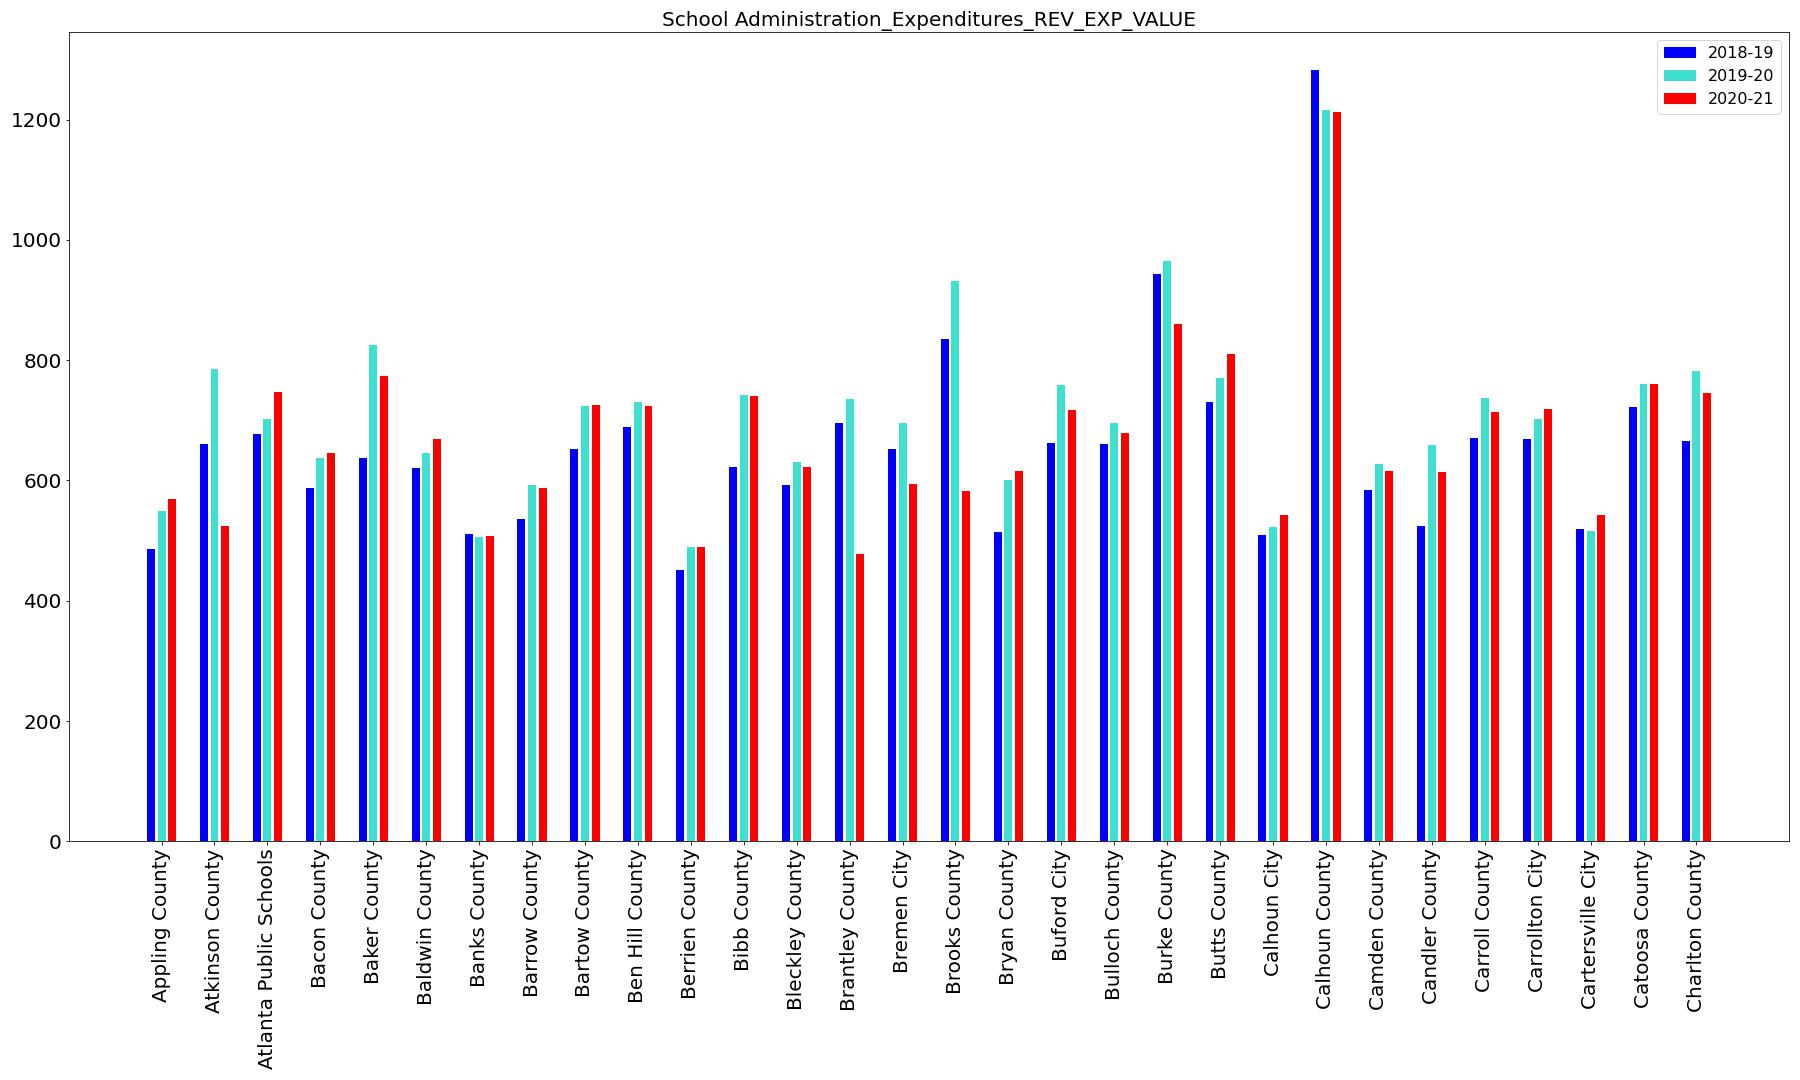 School Administration_Expenditures_REV_EXP_VALUE
2018-19
2019-20
2020-21
1200
1000
800
600
400
200
0
Appling County
Atkinson County
Atlanta Public Schools
Bacon County
Baker County
Baldwin County
Banks County
Barrow County
Bartow County
Ben Hill County
Berrien County
Bibb County
Bleckley County
Brantley County
Bremen City
Brooks County
Bryan County
Buford City
Bulloch County
Burke County
Butts County
Calhoun City
Calhoun County
Camden County
Candler County
Carroll County
Carrollton City
Cartersville City
Catoosa County
Charlton County